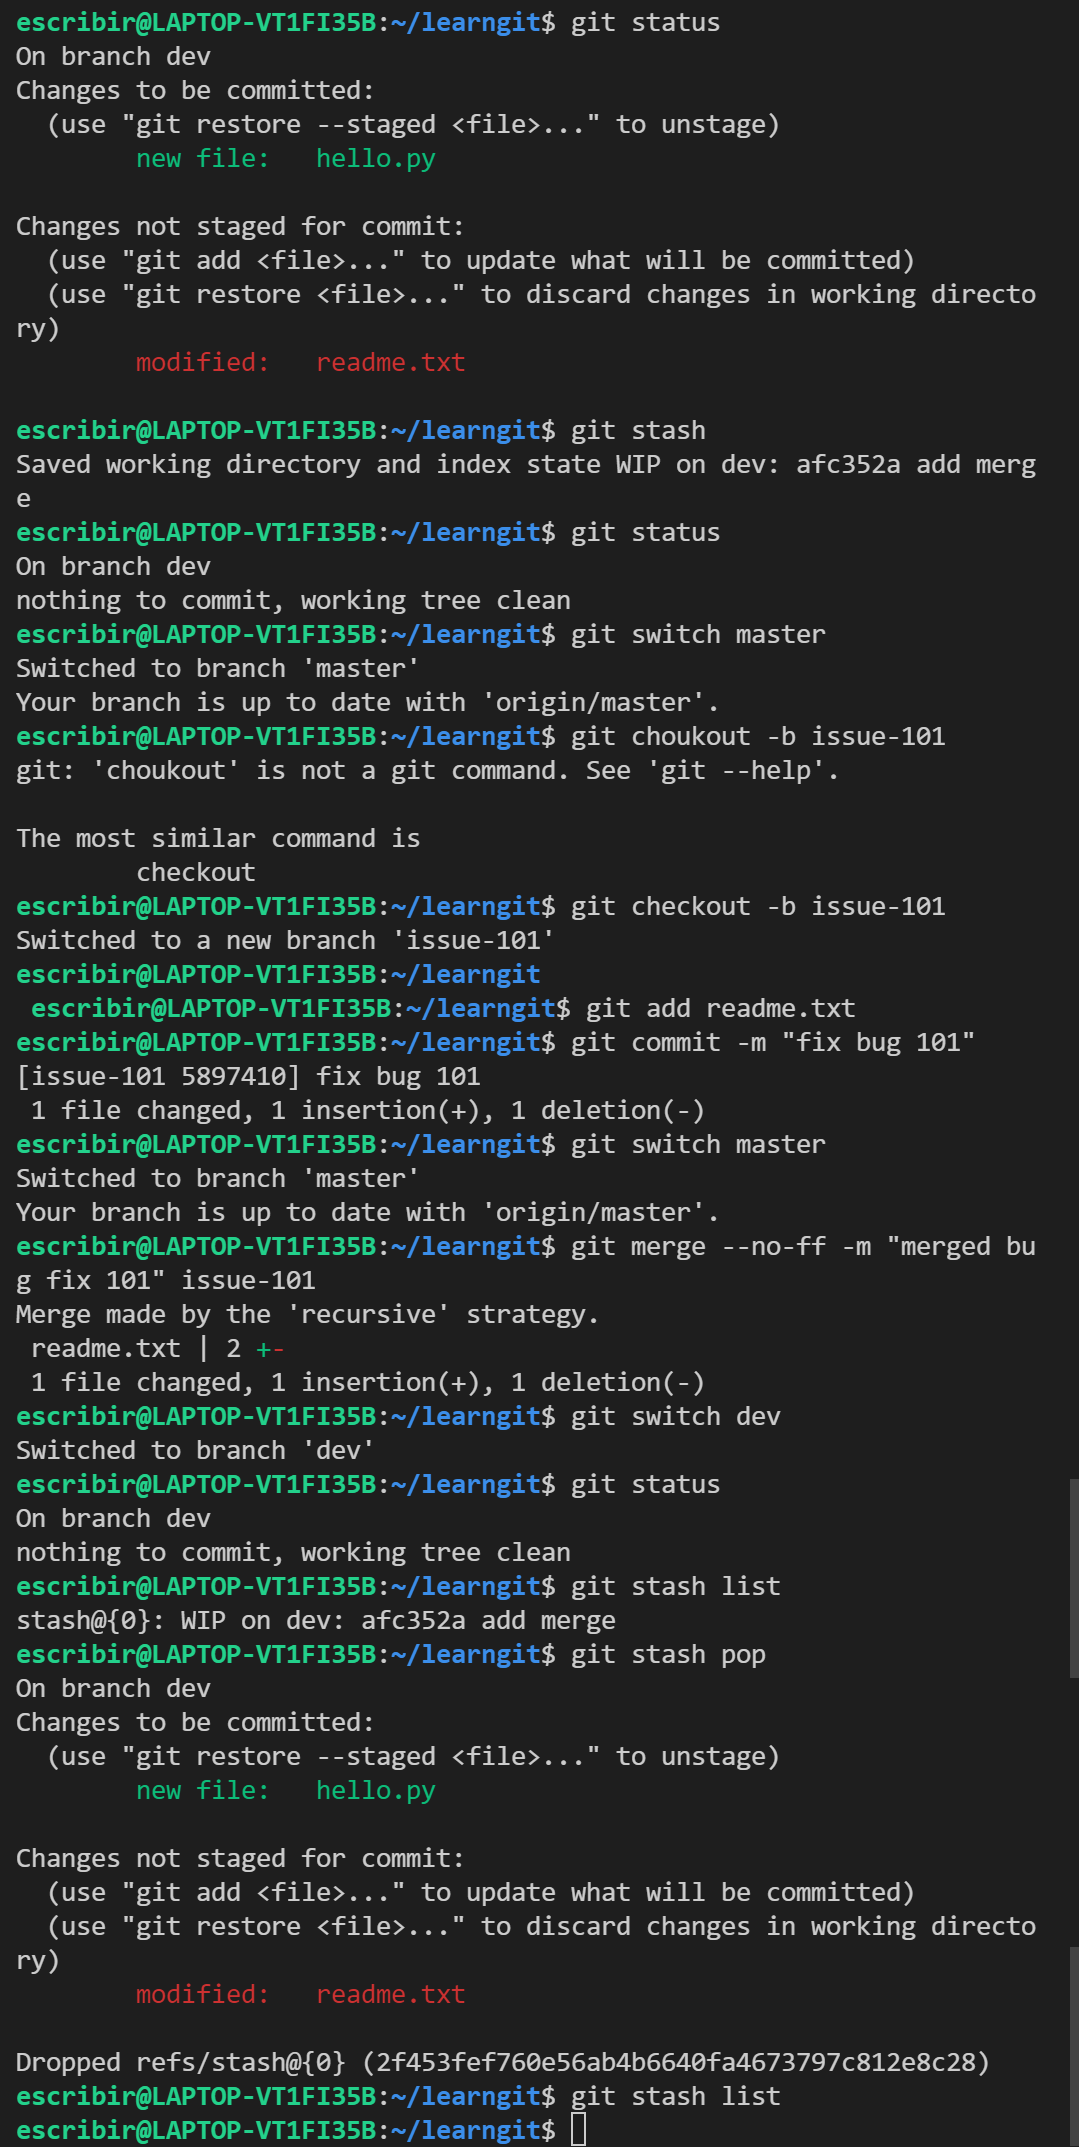 escribir@LAPTOP-VT1FI35B:~/learngit$ git status
On branch dev
Changes to be committed:
  (use "git restore --staged <file>..." to unstage)
        new file:   hello.py

Changes not staged for commit:
  (use "git add <file>..." to update what will be committed)
  (use "git restore <file>..." to discard changes in working directo
ry)
        modified:   readme.txt

escribir@LAPTOP-VT1FI35B:~/learngit$ git stash
Saved working directory and index state WIP on dev: afc352a add merg
e
escribir@LAPTOP-VT1FI35B:~/learngit$ git status
On branch dev
nothing to commit, working tree clean
escribir@LAPTOP-VT1FI35B:~/learngit$ git switch master
Switched to branch 'master'
Your branch is up to date with 'origin/master'.
escribir@LAPTOP-VT1FI35B:~/learngit$ git choukout -b issue-101
git: 'choukout' is not a git command. See 'git --help'.

The most similar command is
        checkout
escribir@LAPTOP-VT1FI35B:~/learngit$ git checkout -b issue-101
Switched to a new branch 'issue-101'
escribir@LAPTOP-VT1FI35B:~/learngit
 escribir@LAPTOP-VT1FI35B:~/learngit$ git add readme.txt
escribir@LAPTOP-VT1FI35B:~/learngit$ git commit -m "fix bug 101"
[issue-101 5897410] fix bug 101
 1 file changed, 1 insertion(+), 1 deletion(-)
escribir@LAPTOP-VT1FI35B:~/learngit$ git switch master
Switched to branch 'master'
Your branch is up to date with 'origin/master'.
escribir@LAPTOP-VT1FI35B:~/learngit$ git merge --no-ff -m "merged bu
g fix 101" issue-101
Merge made by the 'recursive' strategy.
 readme.txt | 2 +-
 1 file changed, 1 insertion(+), 1 deletion(-)
escribir@LAPTOP-VT1FI35B:~/learngit$ git switch dev
Switched to branch 'dev'
escribir@LAPTOP-VT1FI35B:~/learngit$ git status
On branch dev
nothing to commit, working tree clean
escribir@LAPTOP-VT1FI35B:~/learngit$ git stash list
stash@{0}: WIP on dev: afc352a add merge
escribir@LAPTOP-VT1FI35B:~/learngit$ git stash pop
On branch dev
Changes to be committed:
  (use "git restore --staged <file>..." to unstage)
        new file:   hello.py

Changes not staged for commit:
  (use "git add <file>..." to update what will be committed)
  (use "git restore <file>..." to discard changes in working directo
ry)
        modified:   readme.txt

Dropped refs/stash@{0} (2f453fef760e56ab4b6640fa4673797c812e8c28)
escribir@LAPTOP-VT1FI35B:~/learngit$ git stash list
escribir@LAPTOP-VT1FI35B:~/learngit$